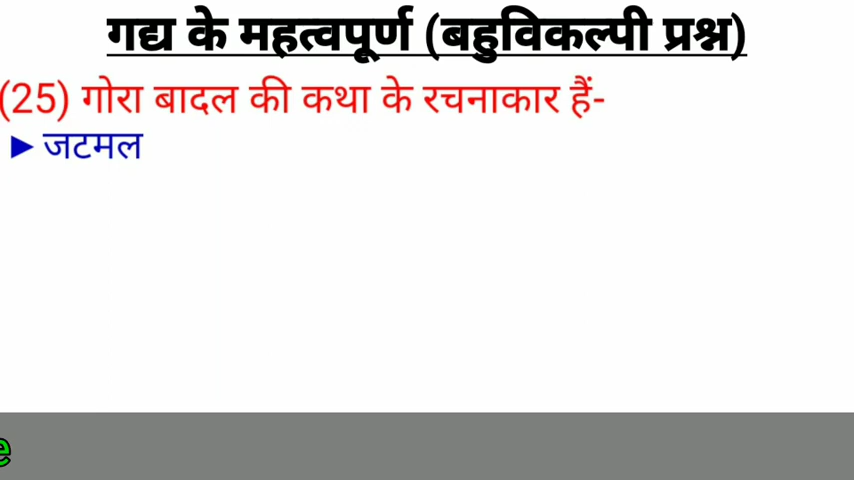 गद्य के महत्वपूर्ण (बहुविकल्पी प्रश्न)
(25) गोरा बादल की कथा के रचनाकार हैं-
►जटमल
e